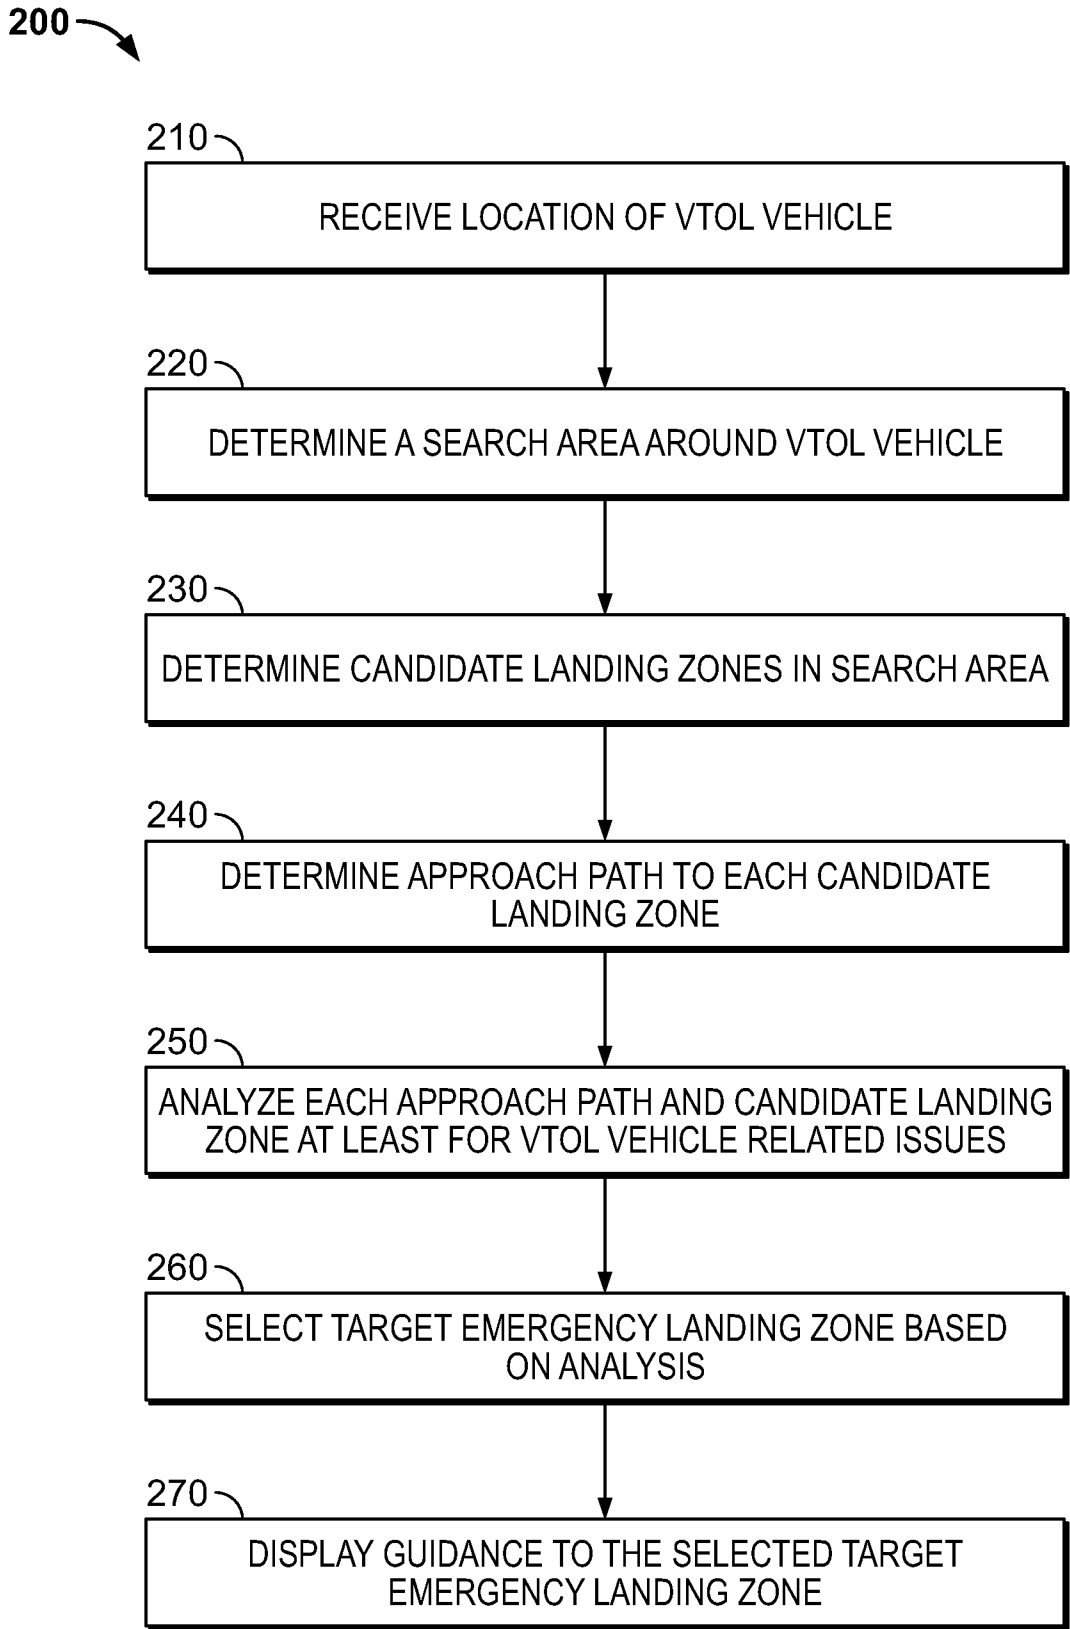 200
210
RECEIVE LOCATION OF VTOL VEHICLE
220
DETERMINE A SEARCH AREA AROUND VTOL VEHICLE
230
DETERMINE CANDIDATE LANDING ZONES IN SEARCH AREA
240
DETERMINE APPROACH PATH TO EACH CANDIDATE
LANDING ZONE
250
ANALYZE EACH APPROACH PATH AND CANDIDATE LANDING
ZONE AT LEAST FOR VTOL VEHICLE RELATED ISSUES
260
SELECT TARGET EMERGENCY LANDING ZONE BASED
ON ANALYSIS
270
DISPLAY GUIDANCE TO THE SELECTED TARGET
EMERGENCY LANDING ZONE